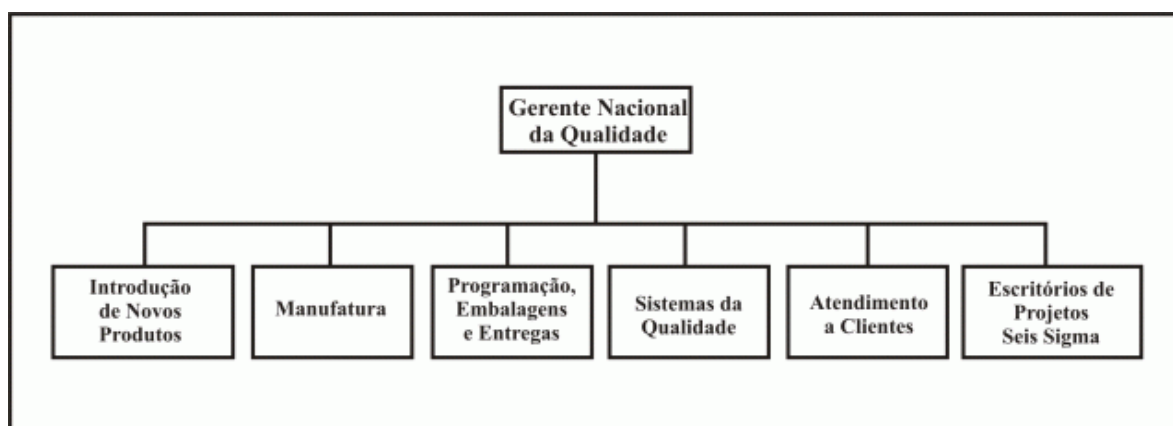 Gerente Nacional
da Qualidade
Introdução
de Novos
Produtos
Manufatura
Programação,
Embalagens
e Entregas
Sistemas da
Qualidade
Atendimento
a Clientes
Escritórios de
Projetos
Seis Sigma